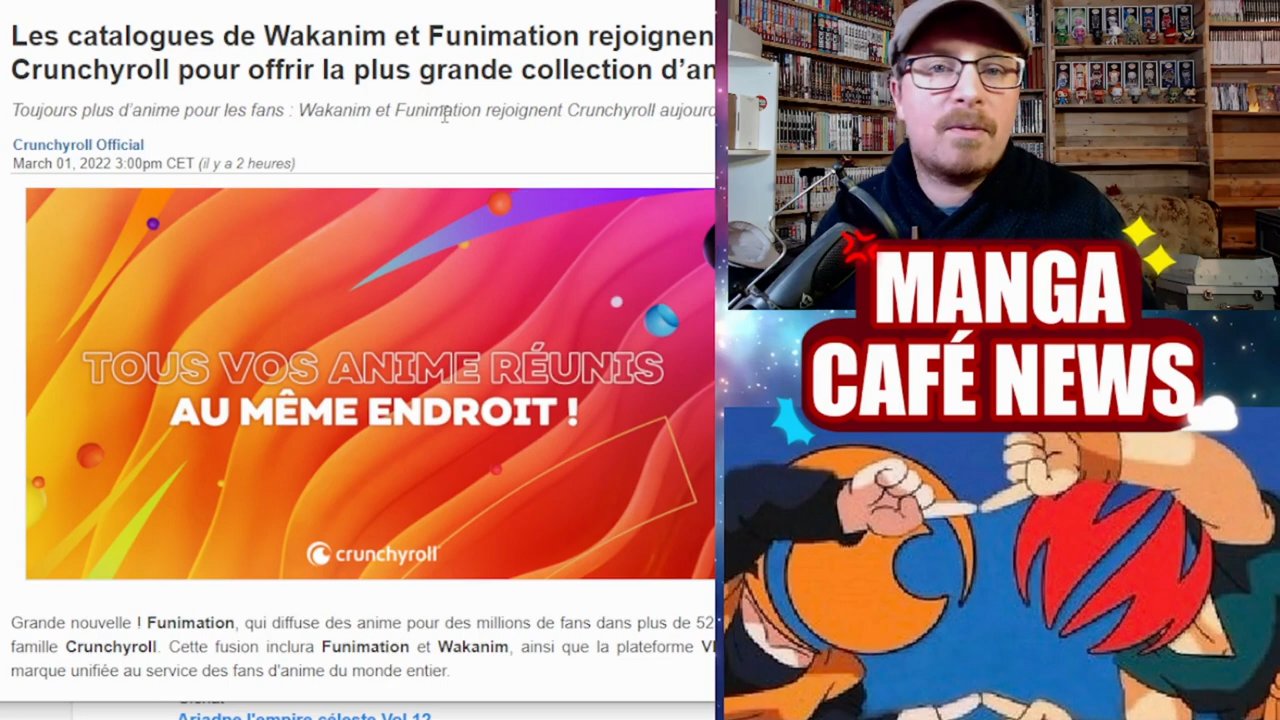 Les catalogues de Wakanim et Funimation rejoignen
Crunchyroll pour offrir la plus grande collection d'an
Toujours plus d'anime pour les fans : Wakanim et Funimation rejoignent Crunchyroll aujourd
Crunchyroll Official
March 01, 2022 3:00pm CET (il y a 2 heures)
TOUS VOS ANIME RÉUNIS
AU MÊME ENDROIT !
crunchyroll
Grande nouvelle ! Funimation, qui diffuse des anime pour des millions de fans dans plus de 52
famille Crunchyroll. Cette fusion inclura Funimation et Wakanim, ainsi que la plateforme
marque unifiée au service des fans d'anime du monde entier.
Ariadne l'empire céleste Vol.12
MANGA
CAFÉ NEWS